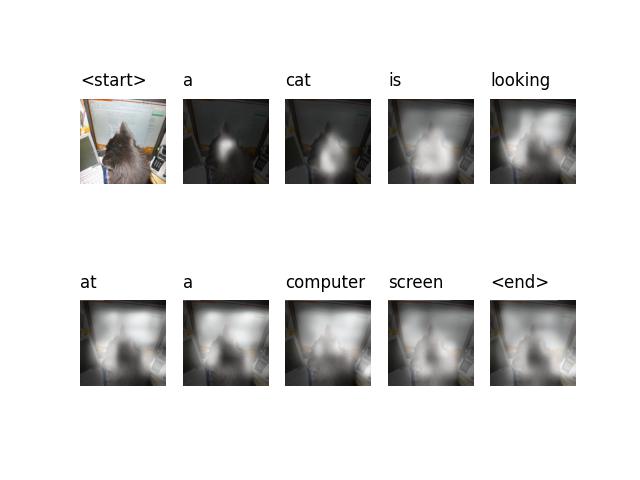 <start> a cat is looking
at a computer screen <end>